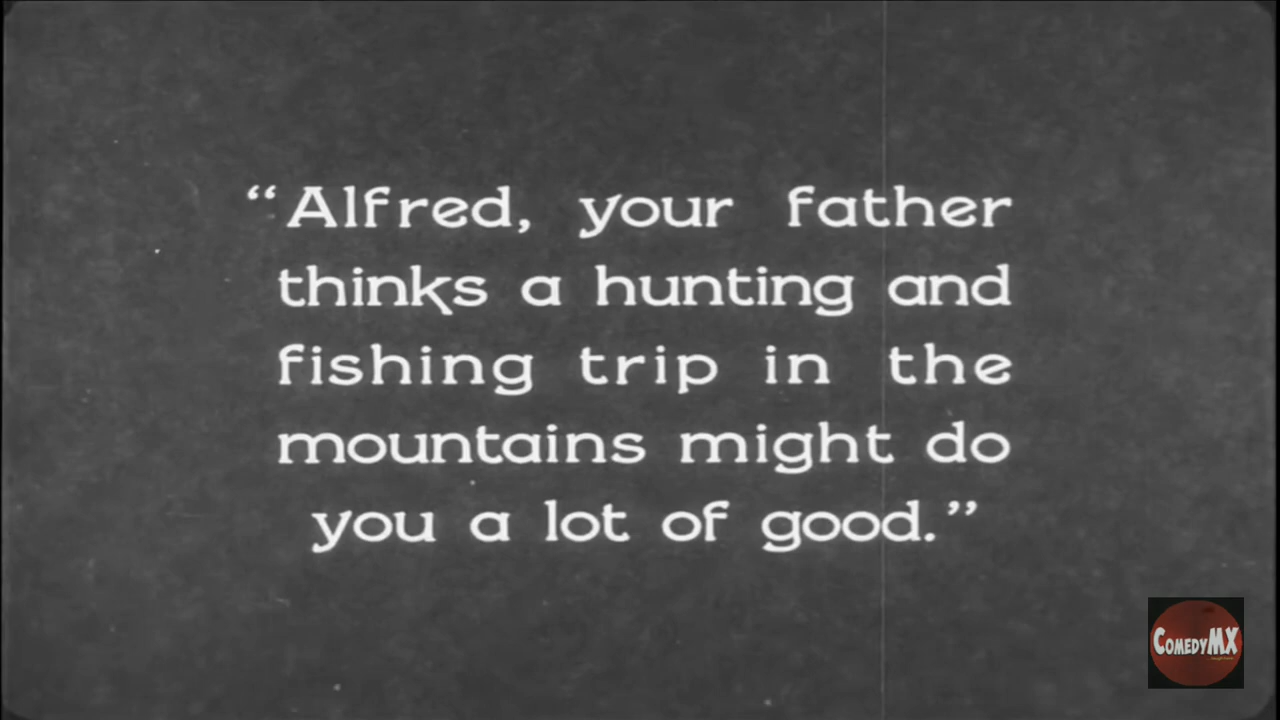 “Alfred, your father
thinks a hunting and
fishing trip in the
mountains might do
you a lot of good.”
COMEDYMX